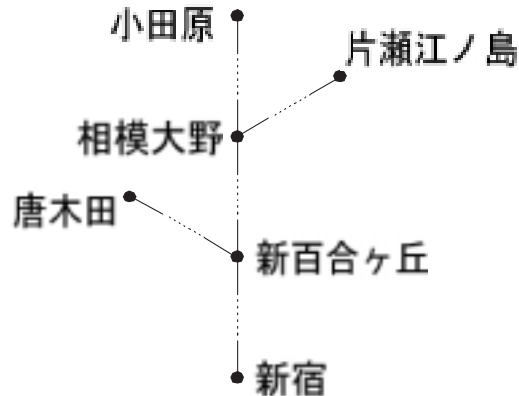 小田原
片瀬江ノ島
相模大野
唐木田
新百合ヶ丘
新宿